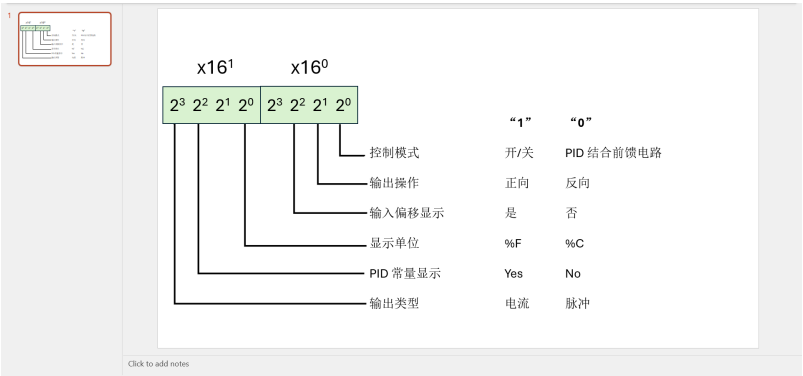 1
x16¹ x16⁰
2³ 2² 2¹ 2⁰ 2³ 2² 2¹ 2⁰
“1” “0”
控制模式 开/关 PID 结合前馈电路
输出操作 正向 反向
输入偏移显示 是 否
显示单位 %F %C
PID 常量显示 Yes No
输出类型 电流 脉冲
Click to add notes